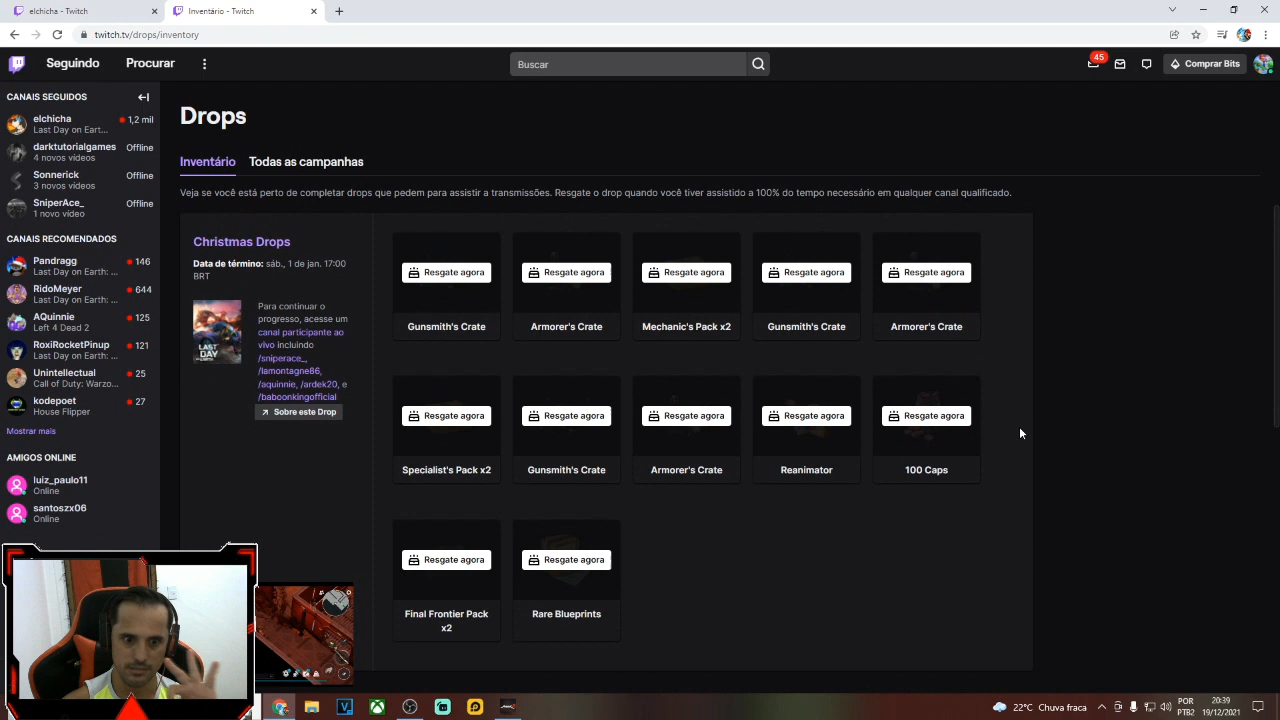 elchicha - Twitch
Inventário - Twitch
twitch.tv/drops/inventory
Seguindo
Procurar
Buscar
45
Comprar Bits
CANAIS SEGUIDOS
elchicha
1,2 mil
Last Day on Eart...
darktutorialgames
Offline
4 novos vídeos
Sonnerick
Offline
3 novos vídeos
SniperAce_
Offline
1 novo vídeo
CANAIS RECOMENDADOS
Pandragg
146
Last Day on Earth: ...
RidoMeyer
644
Last Day on Earth: ...
AQuinnie
125
Left 4 Dead 2
RoxiRocketPinup
121
Last Day on Earth: ...
Unintellectual
25
Call of Duty: Warzo...
kodepoet
27
House Flipper
Mostrar mais
AMIGOS ONLINE
luiz_paulo11
Online
santoszx06
Online
Drops
Inventário
Todas as campanhas
Veja se você está perto de completar drops que pedem para assistir a transmissões. Resgate o drop quando você tiver assistido a 100% do tempo necessário em qualquer canal qualificado.
Christmas Drops
Data de término: sáb., 1 de jan. 17:00
BRT
LAST
DAY
Para continuar o
progresso, acesse um
canal participante ao
vivo incluindo
/sniperace_,
/lamontagne86,
/aquinnie, /ardek20, e
/baboonkingofficial
Sobre este Drop
Resgate agora
Resgate agora
Resgate agora
Resgate agora
Resgate agora
Gunsmith's Crate
Armorer's Crate
Mechanic's Pack x2
Gunsmith's Crate
Armorer's Crate
Resgate agora
Resgate agora
Resgate agora
Resgate agora
Resgate agora
Specialist's Pack x2
Gunsmith's Crate
Armorer's Crate
Reanimator
100 Caps
Resgate agora
Resgate agora
Final Frontier Pack
x2
Rare Blueprints
22°C Chuva fraca
POR
PTB2
20:39
19/12/2021